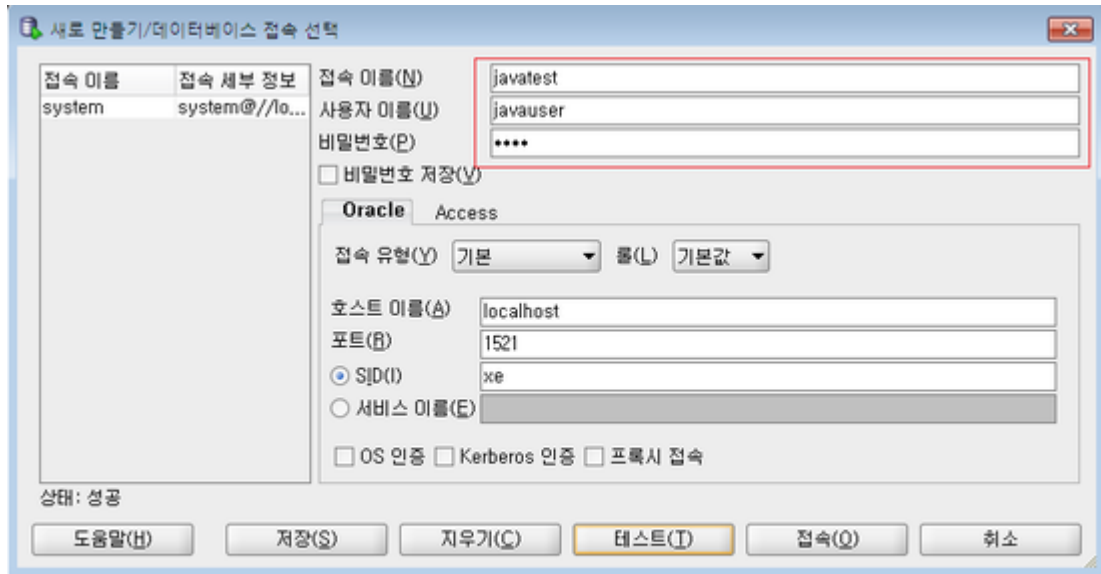 새로 만들기/데이터베이스 접속 선택
접속 이름 접속 세부 정보
system system@//lo...
접속 이름(N) javatest
사용자 이름(U) javauser
비밀번호(P) ••••
비밀번호 저장(V)
Oracle Access
접속 유형(Y) 기본 롤(L) 기본값
호스트 이름(A) localhost
포트(R) 1521
SID(I) xe
서비스 이름(E)
OS 인증 Kerberos 인증 프록시 접속
상태: 성공
도움말(H) 저장(S) 지우기(C) 테스트(T) 접속(O) 취소